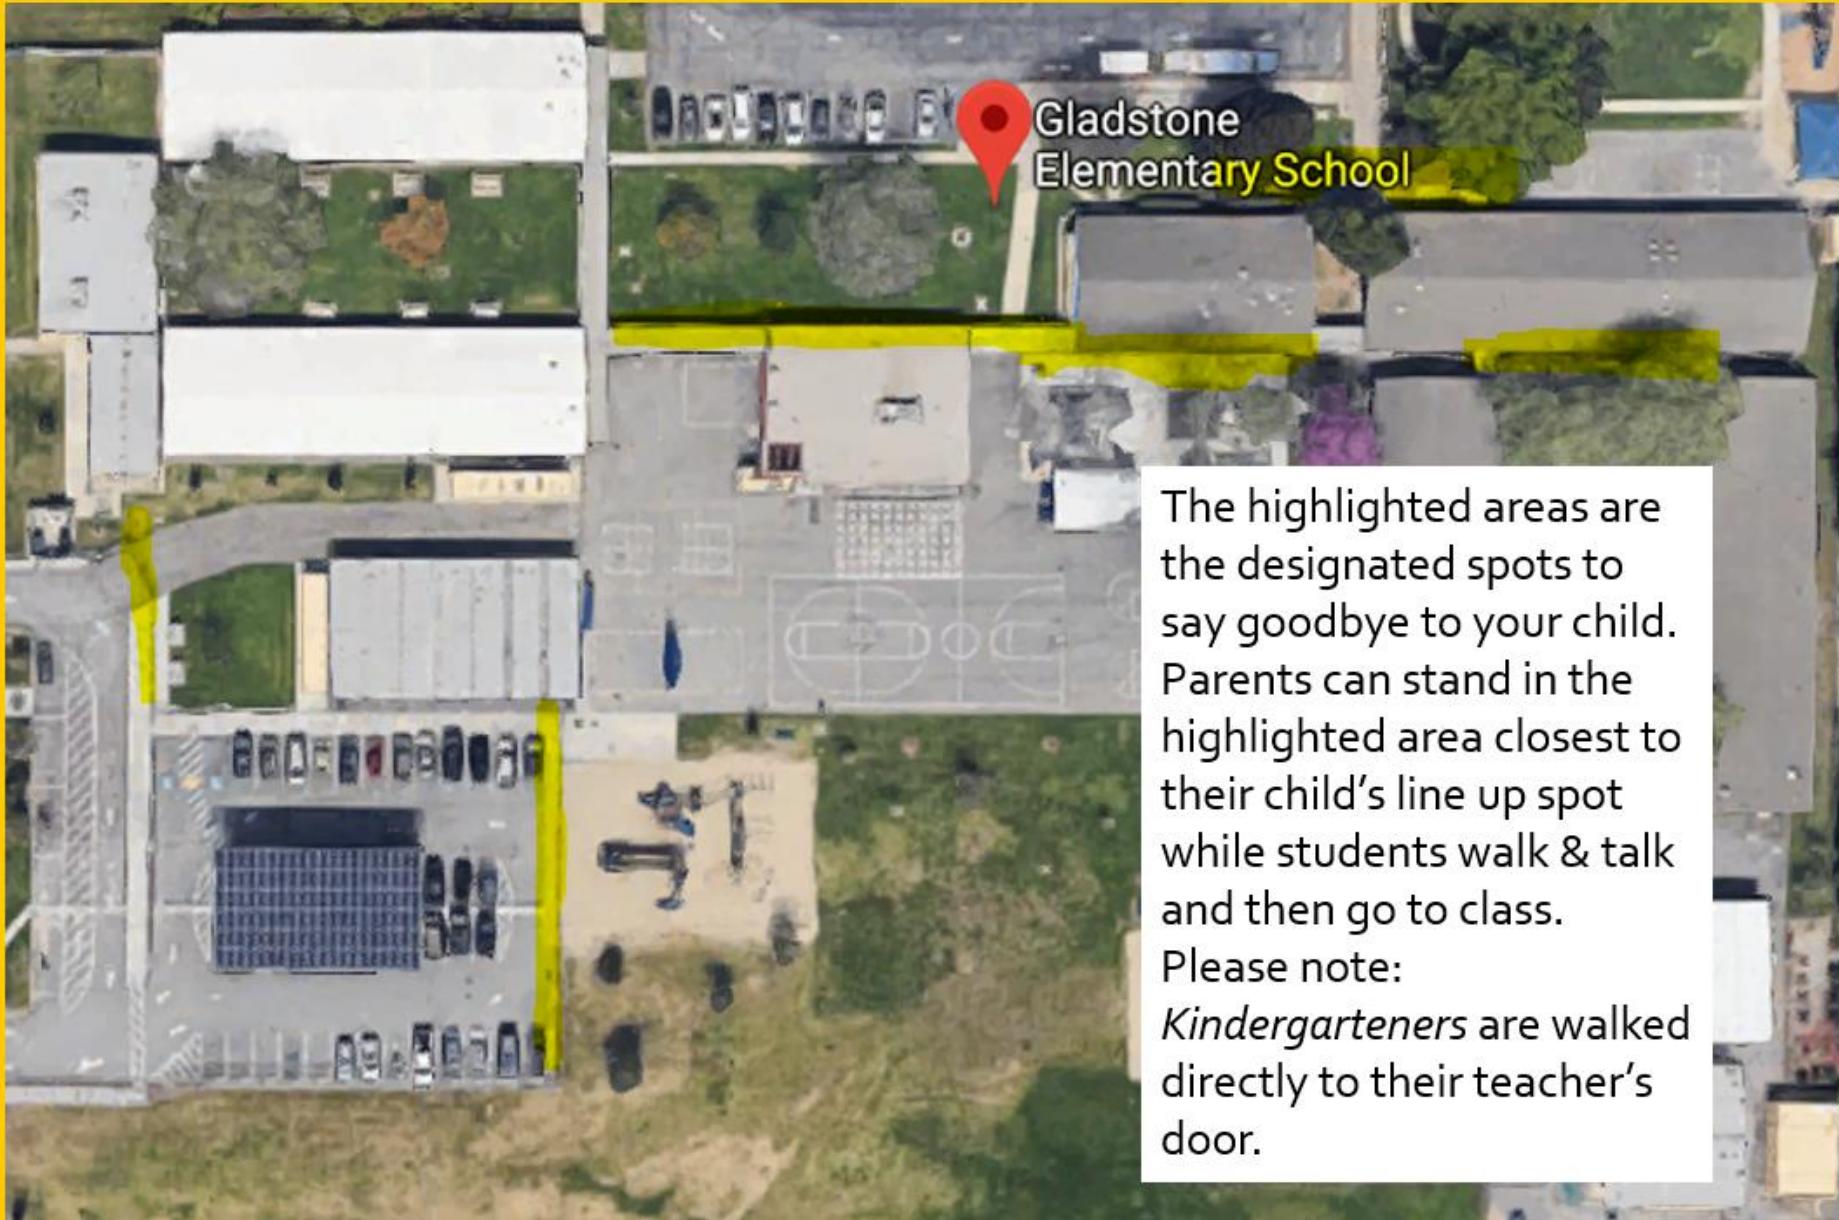 Gladstone
Elementary School
The highlighted areas are
the designated spots to
say goodbye to your child.
Parents can stand in the
highlighted area closest to
their child’s line up spot
while students walk & talk
and then go to class.
Please note:
Kindergarteners are walked
directly to their teacher’s
door.